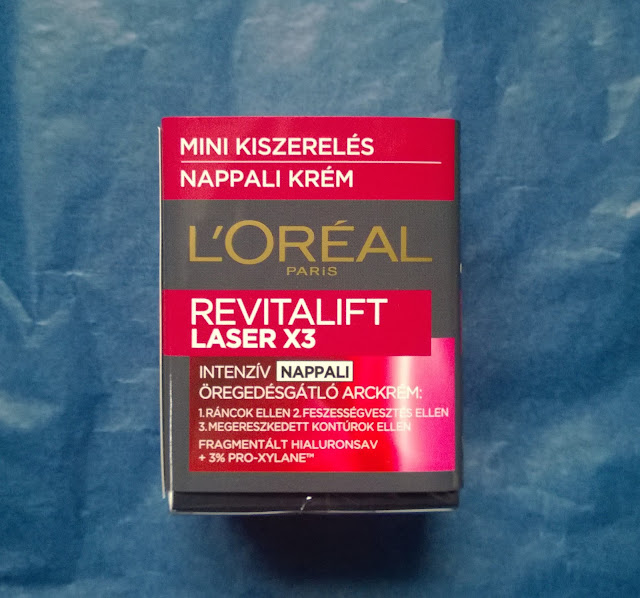 MINI KISZERELÉS
NAPPALI KRÉM
L'ORÉAL
PARIS
REVITALIFT
LASER X3
INTENZÍV NAPPALI
ÖREGEDÉSGÁTLÓ ARCKRÉM:
1.RÁNCOK ELLEN 2.FESZESSÉGVESZTÉS ELLEN
3.MEGERESZKEDETT KONTÚROK ELLEN
FRAGMENTÁLT HIALURONSAV
+ 3% PRO-XYLANE™